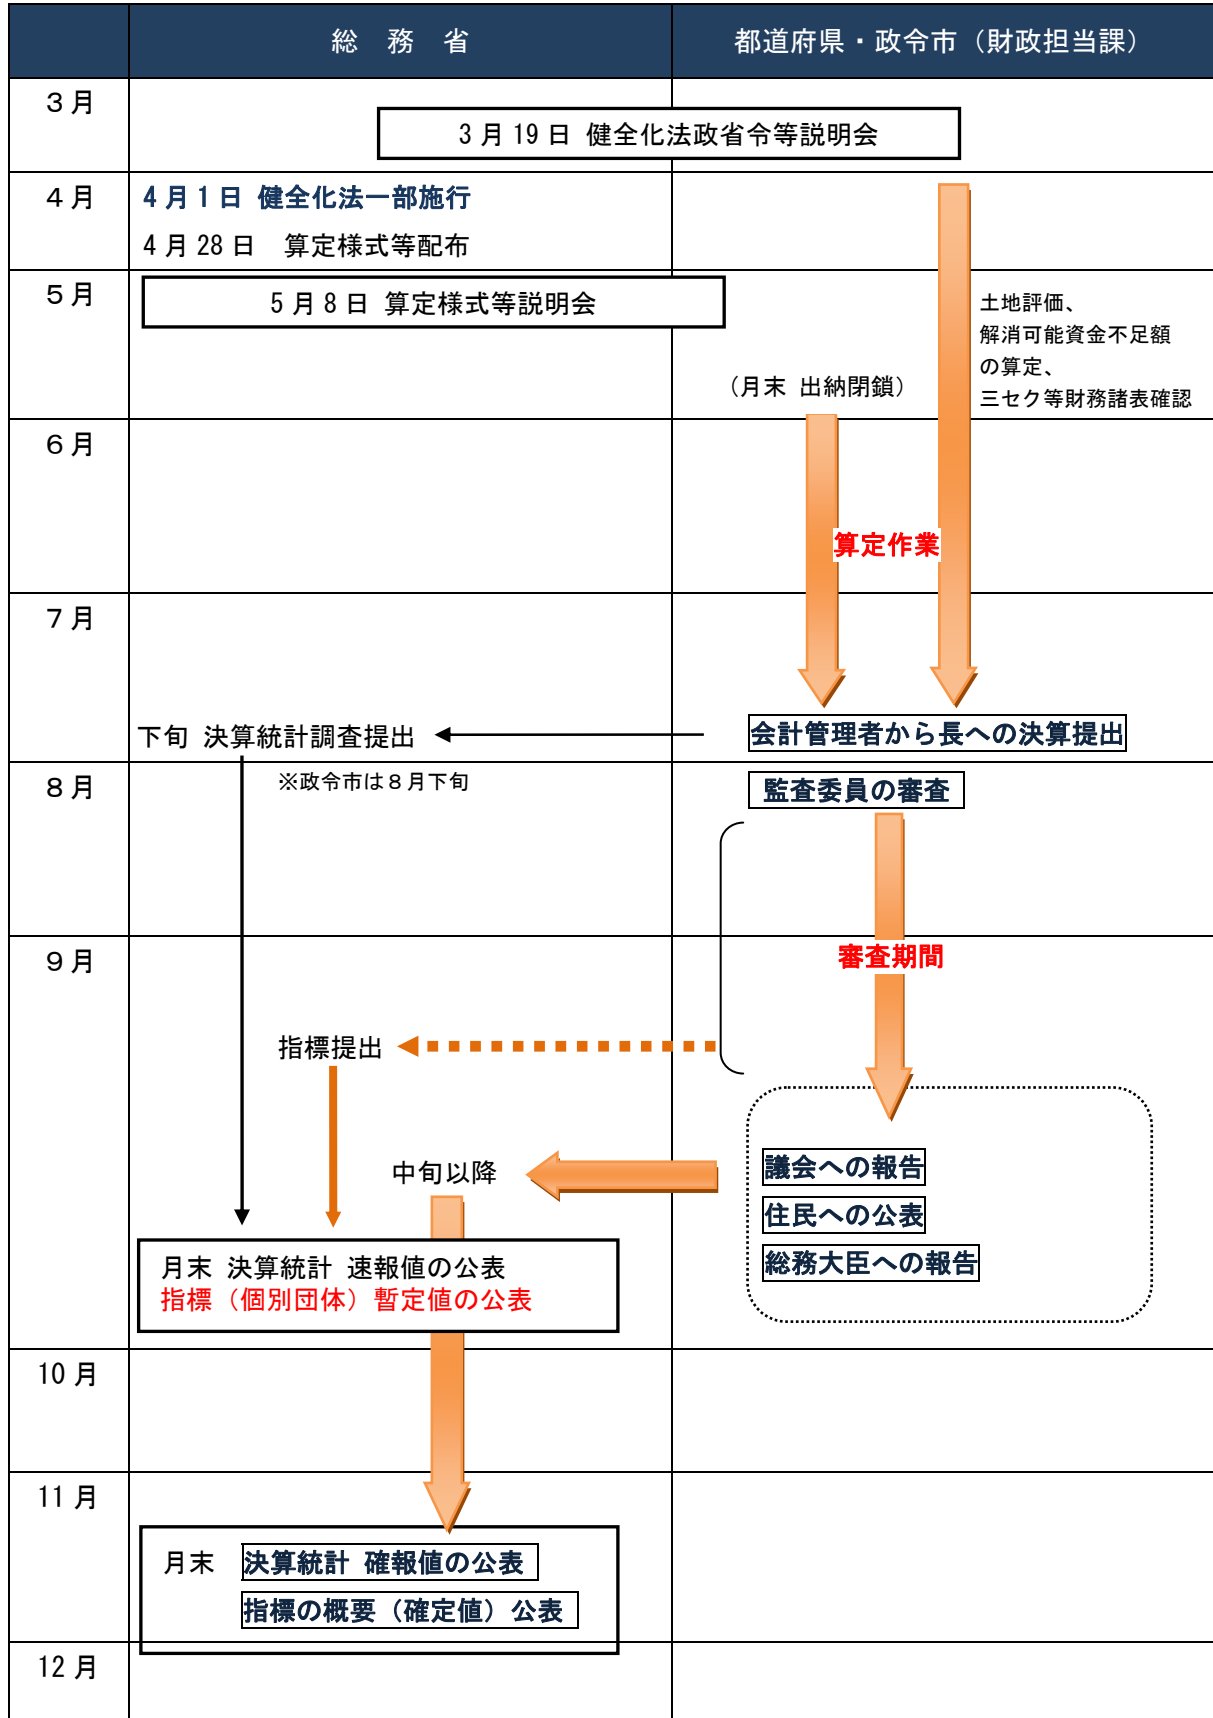 総　務　省
都道府県・政令市（財政担当課）
３月
3 月 19 日 健全化法政省令等説明会
４月
4 月 1 日 健全化法一部施行
4 月 28 日　算定様式等配布
５月
5 月 8 日 算定様式等説明会
土地評価、
解消可能資金不足額
の算定、
三セク等財務諸表確認
（月末 出納閉鎖）
６月
算定作業
７月
下旬 決算統計調査提出
会計管理者から長への決算提出
８月
※政令市は８月下旬
監査委員の審査
９月
審査期間
指標提出
中旬以降
議会への報告
住民への公表
総務大臣への報告
月末 決算統計 速報値の公表
指標（個別団体）暫定値の公表
10 月
11 月
月末 決算統計 確報値の公表
指標の概要（確定値）公表
12 月